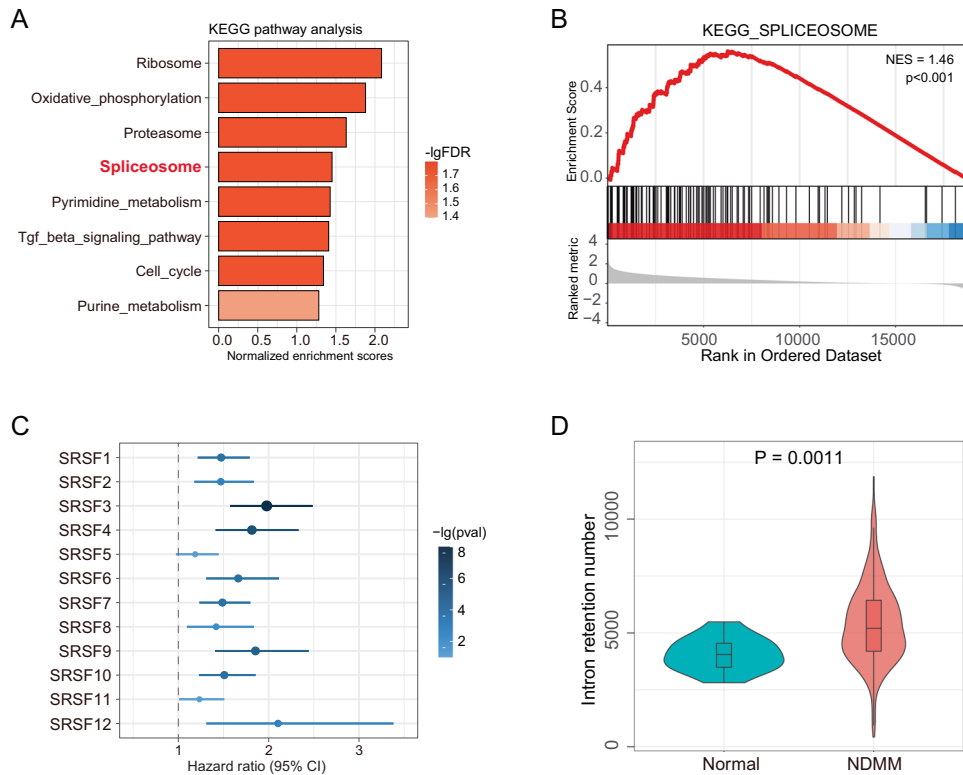 A
KEGG pathway analysis
Ribosome
Oxidative_phosphorylation
Proteasome
Spliceosome
Pyrimidine_metabolism
Tgf_beta_signaling_pathway
Cell_cycle
Purine_metabolism
0.0 0.5 1.0 1.5 2.0
Normalized enrichment scores
-lgFDR
1.7
1.6
1.5
1.4
B
KEGG_SPLICEOSOME
NES = 1.46
p<0.001
Enrichment Score
0.4
0.2
0.0
Ranked metric
4
2
0
−2
−4
5000 10000 15000
Rank in Ordered Dataset
C
SRSF1
SRSF2
SRSF3
SRSF4
SRSF5
SRSF6
SRSF7
SRSF8
SRSF9
SRSF10
SRSF11
SRSF12
1 2 3
Hazard ratio (95% CI)
−lg(pval)
8
6
4
2
D
P = 0.0011
Intron retention number
10000
5000
0
Normal NDMM